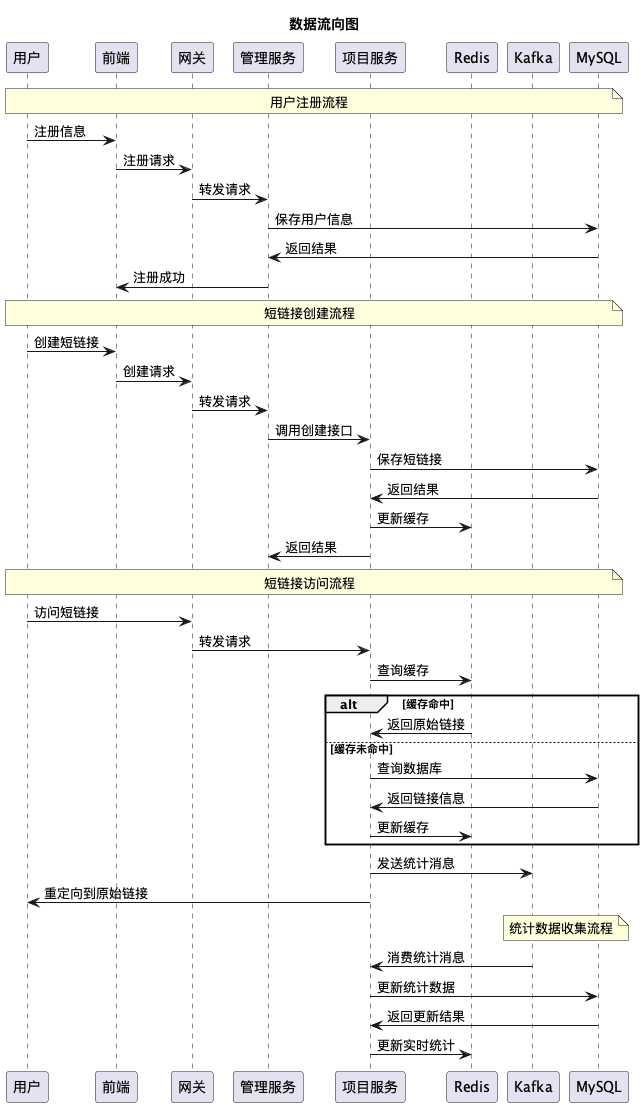 数据流向图
用户 前端 网关 管理服务 项目服务 Redis Kafka MySQL
用户注册流程
注册信息
注册请求
转发请求
保存用户信息
返回结果
注册成功
短链接创建流程
创建短链接
创建请求
转发请求
调用创建接口
保存短链接
返回结果
更新缓存
返回结果
短链接访问流程
访问短链接
转发请求
查询缓存
alt [缓存命中]
返回原始链接
[缓存未命中]
查询数据库
返回链接信息
更新缓存
发送统计消息
重定向到原始链接
统计数据收集流程
消费统计消息
更新统计数据
返回更新结果
更新实时统计
用户 前端 网关 管理服务 项目服务 Redis Kafka MySQL